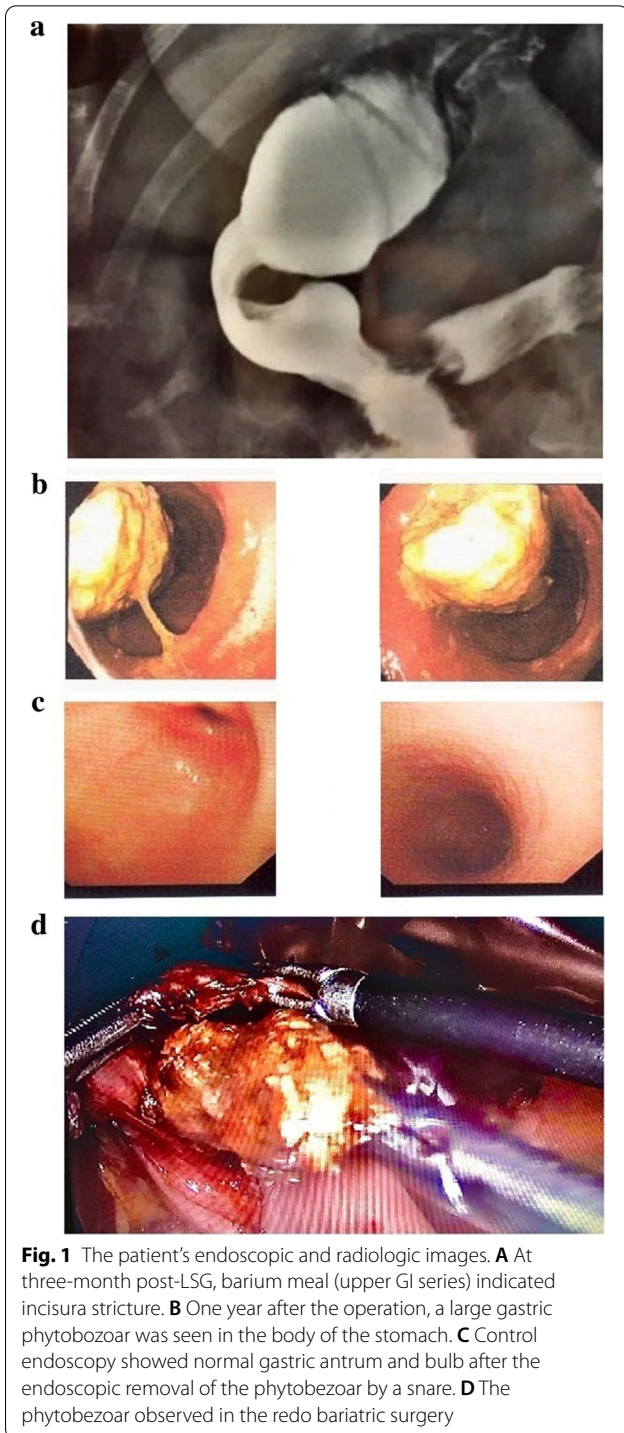 a
b
c
d
Fig. 1 The patient's endoscopic and radiologic images. A At
three-month post-LSG, barium meal (upper GI series) indicated
incisura stricture. B One year after the operation, a large gastric
phytobozoar was seen in the body of the stomach. C Control
endoscopy showed normal gastric antrum and bulb after the
endoscopic removal of the phytobezoar by a snare. D The
phytobezoar observed in the redo bariatric surgery